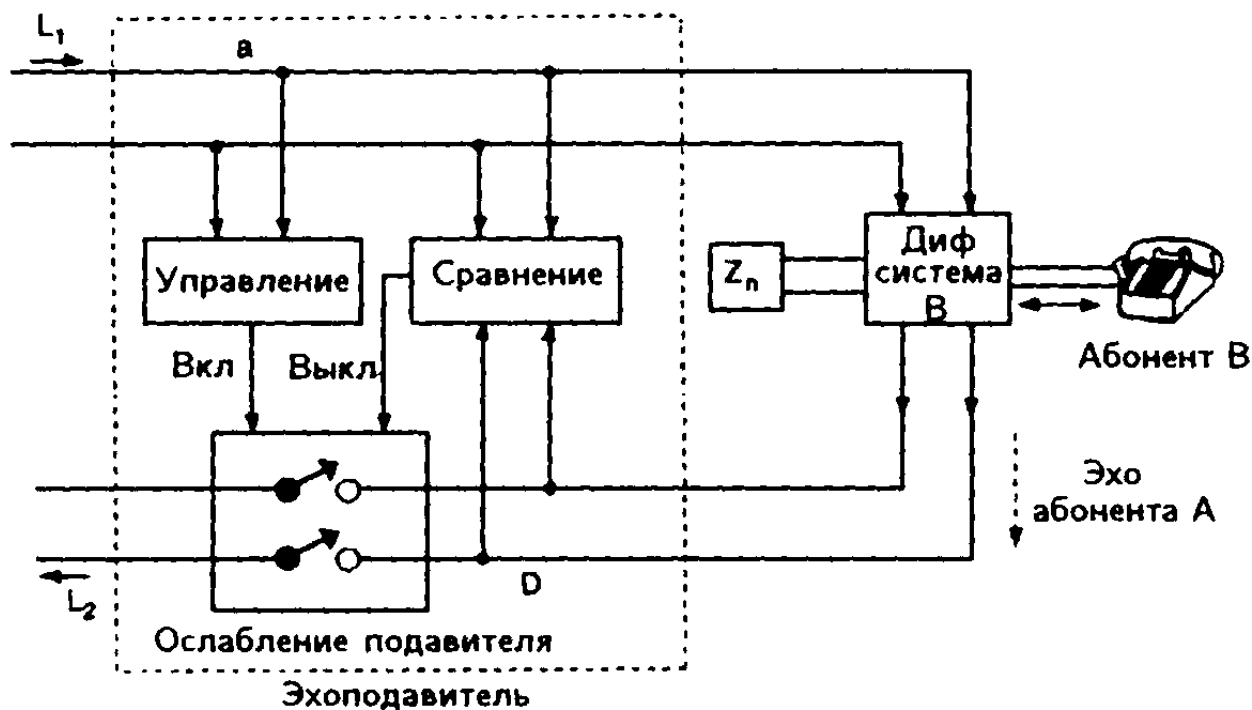 L₁
a
Управление
Сравнение
Zₙ
Диф
система
В
Абонент В
Вкл
Выкл.
Эхо
абонента А
D
L₂
Ослабление подавителя
Эхоподавитель